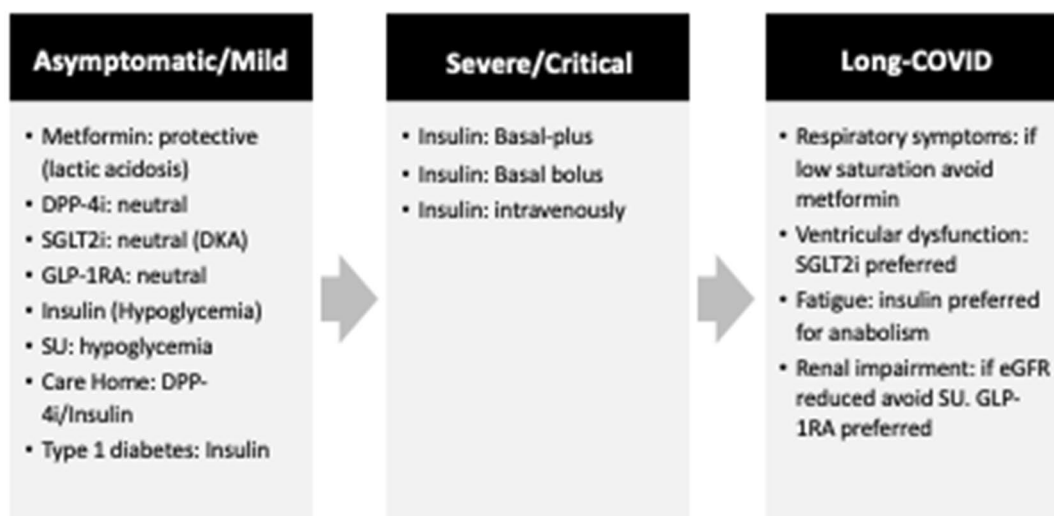 Asymptomatic/Mild
• Metformin: protective
(lactic acidosis)
• DPP-4i: neutral
• SGLT2i: neutral (DKA)
• GLP-1RA: neutral
• Insulin (Hypoglycemia)
• SU: hypoglycemia
• Care Home: DPP-
4i/Insulin
• Type 1 diabetes: Insulin
Severe/Critical
• Insulin: Basal-plus
• Insulin: Basal bolus
• Insulin: intravenously
Long-COVID
• Respiratory symptoms: if
low saturation avoid
metformin
• Ventricular dysfunction:
SGLT2i preferred
• Fatigue: insulin preferred
for anabolism
• Renal impairment: if eGFR
reduced avoid SU. GLP-
1RA preferred